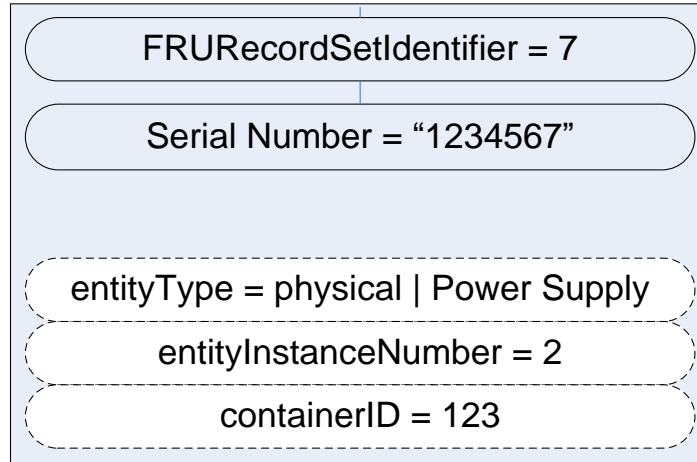 FRURecordSetIdentifier = 7
Serial Number = “1234567”
entityType = physical | Power Supply
entityInstanceNumber = 2
containerID = 123